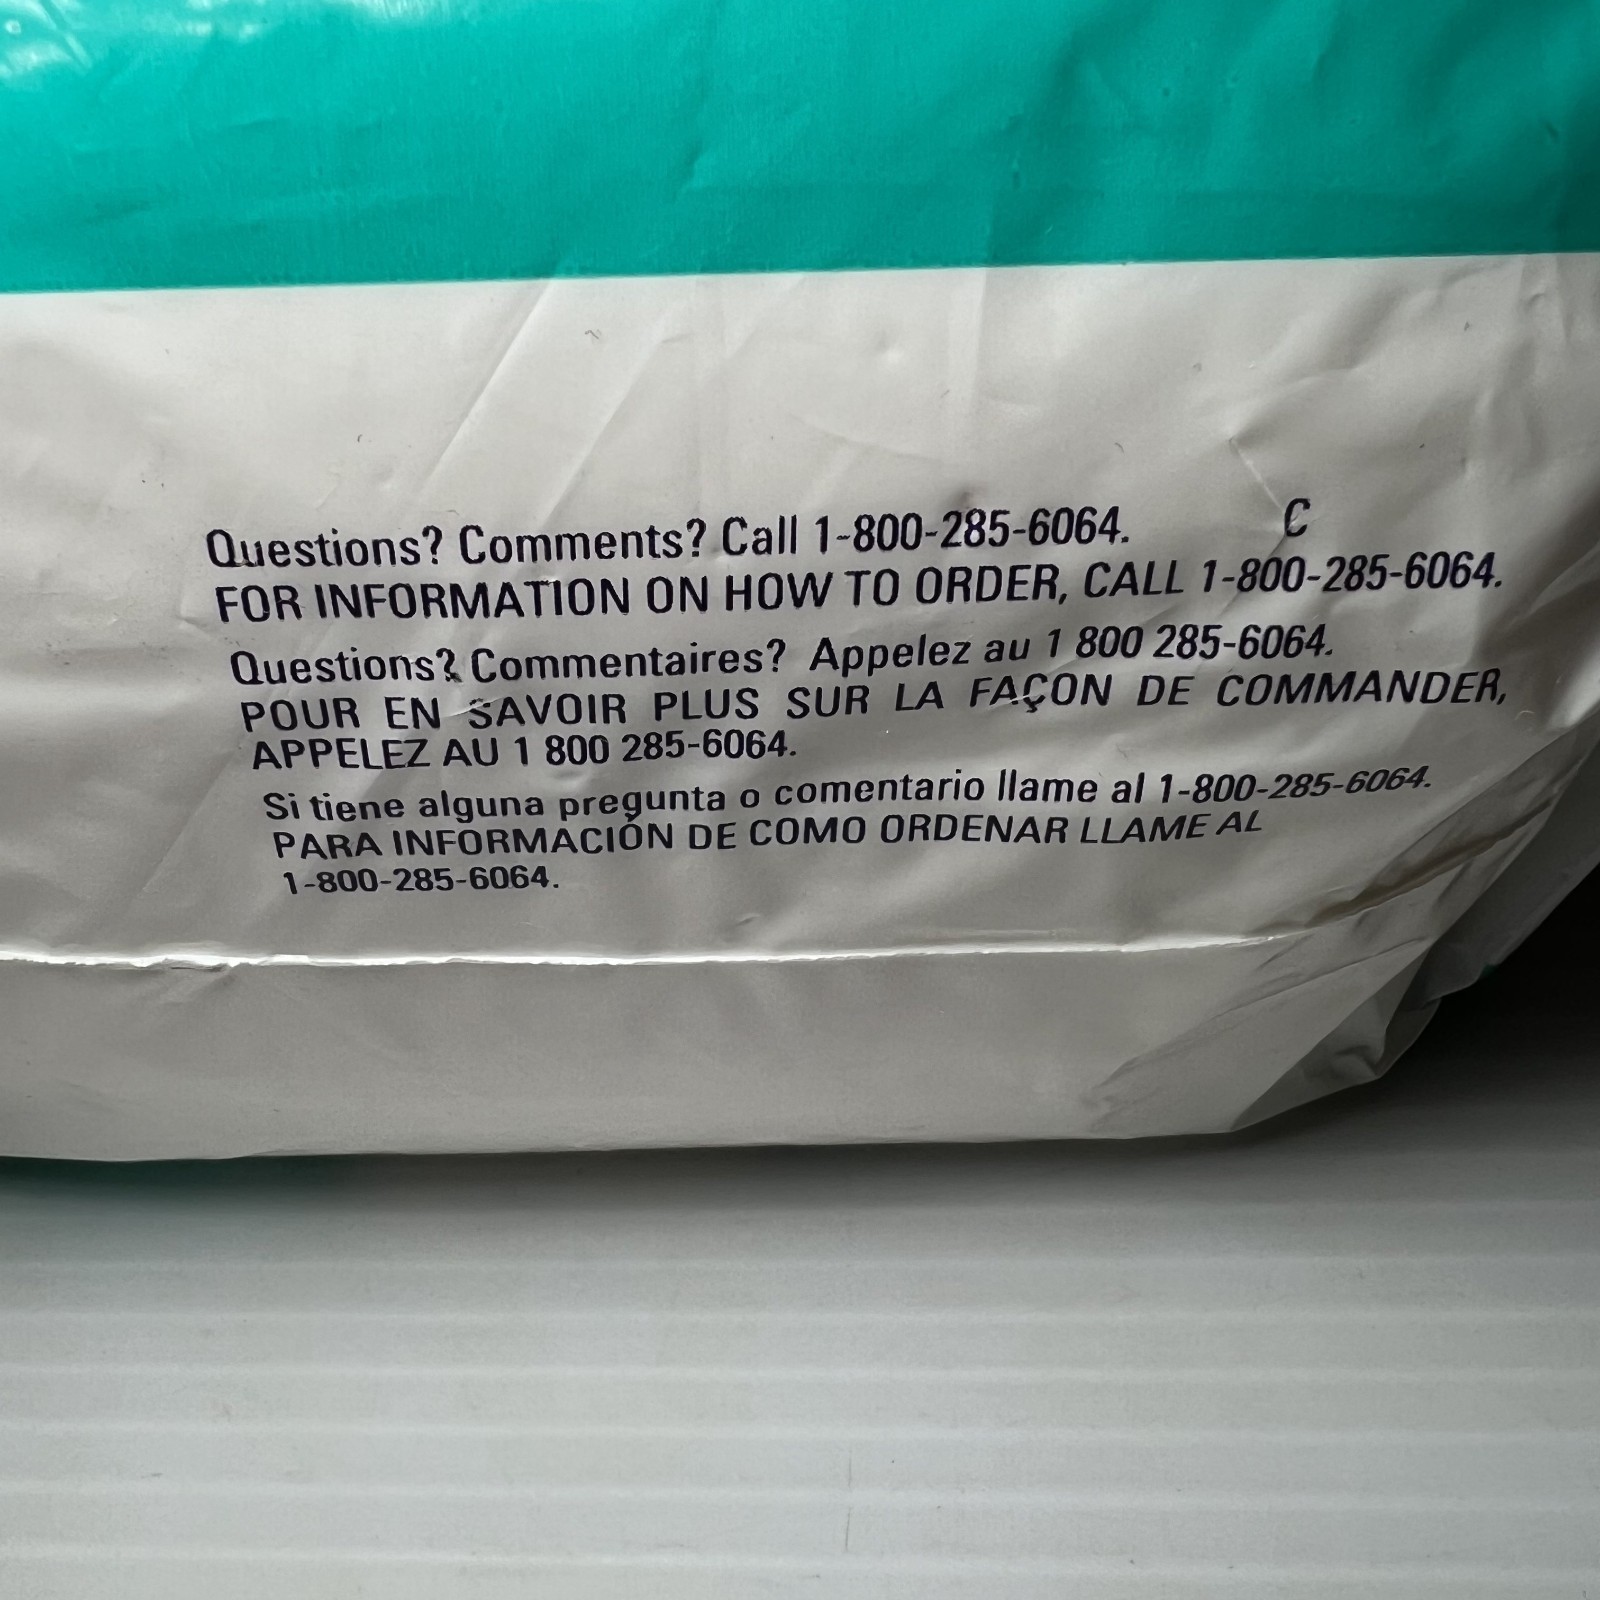 Questions? Comments? Call 1-800-285-6064. C
FOR INFORMATION ON HOW TO ORDER, CALL 1-800-285-6064.
Questions? Commentaires? Appelez au 1 800 285-6064.
POUR EN SAVOIR PLUS SUR LA FAÇON DE COMMANDER,
APPELEZ AU 1 800 285-6064.
Si tiene alguna pregunta o comentario llame al 1-800-285-6064.
PARA INFORMACIÓN DE COMO ORDENAR LLAME AL
1-800-285-6064.